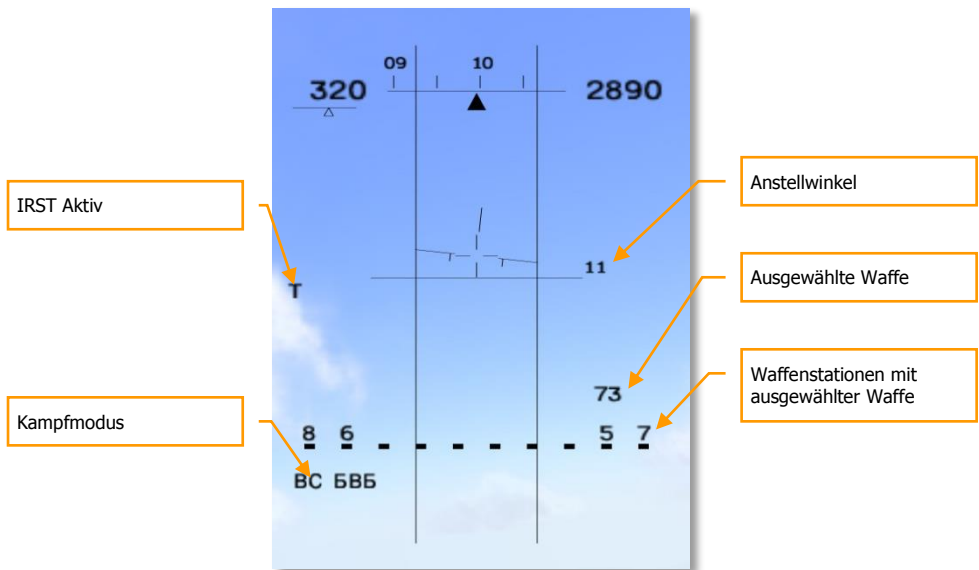 09 10
320 2890
Anstellwinkel
IRST Aktiv
11
T
Ausgewählte Waffe
73
Waffenstationen mit
ausgewählter Waffe
Kampfmodus
8 6 5 7
ВС БВБ